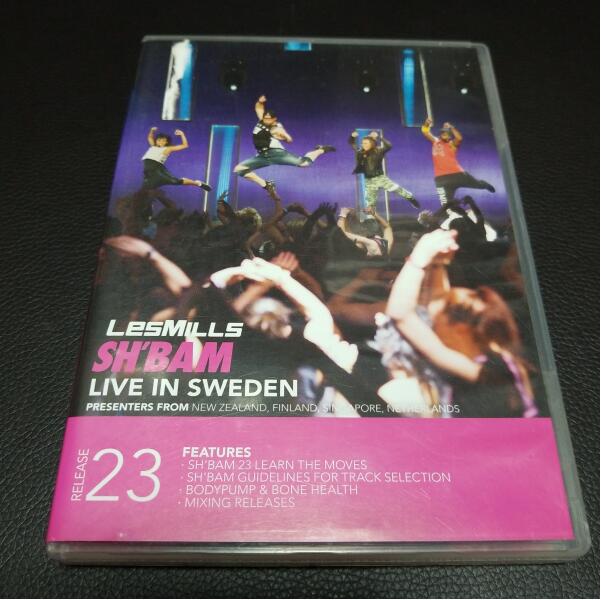 LesMILLS
SH'BAM
LIVE IN SWEDEN
PRESENTERS FROM NEW ZEALAND, FINLAND, SINGAPORE, NETHERLANDS
RELEASE 23
FEATURES
· SH'BAM 23 LEARN THE MOVES
· SH'BAM GUIDELINES FOR TRACK SELECTION
· BODYPUMP & BONE HEALTH
· MIXING RELEASES